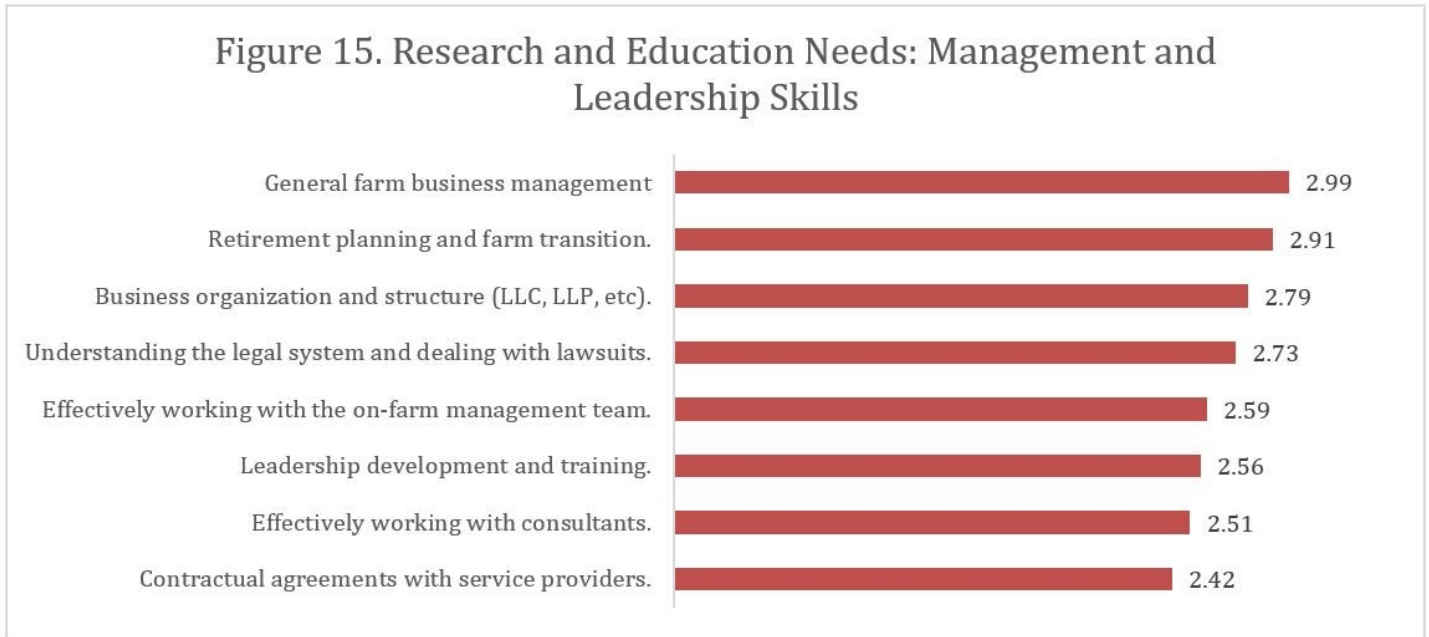 Figure 15. Research and Education Needs: Management and
Leadership Skills
General farm business management 2.99
Retirement planning and farm transition. 2.91
Business organization and structure (LLC, LLP, etc). 2.79
Understanding the legal system and dealing with lawsuits. 2.73
Effectively working with the on-farm management team. 2.59
Leadership development and training. 2.56
Effectively working with consultants. 2.51
Contractual agreements with service providers. 2.42